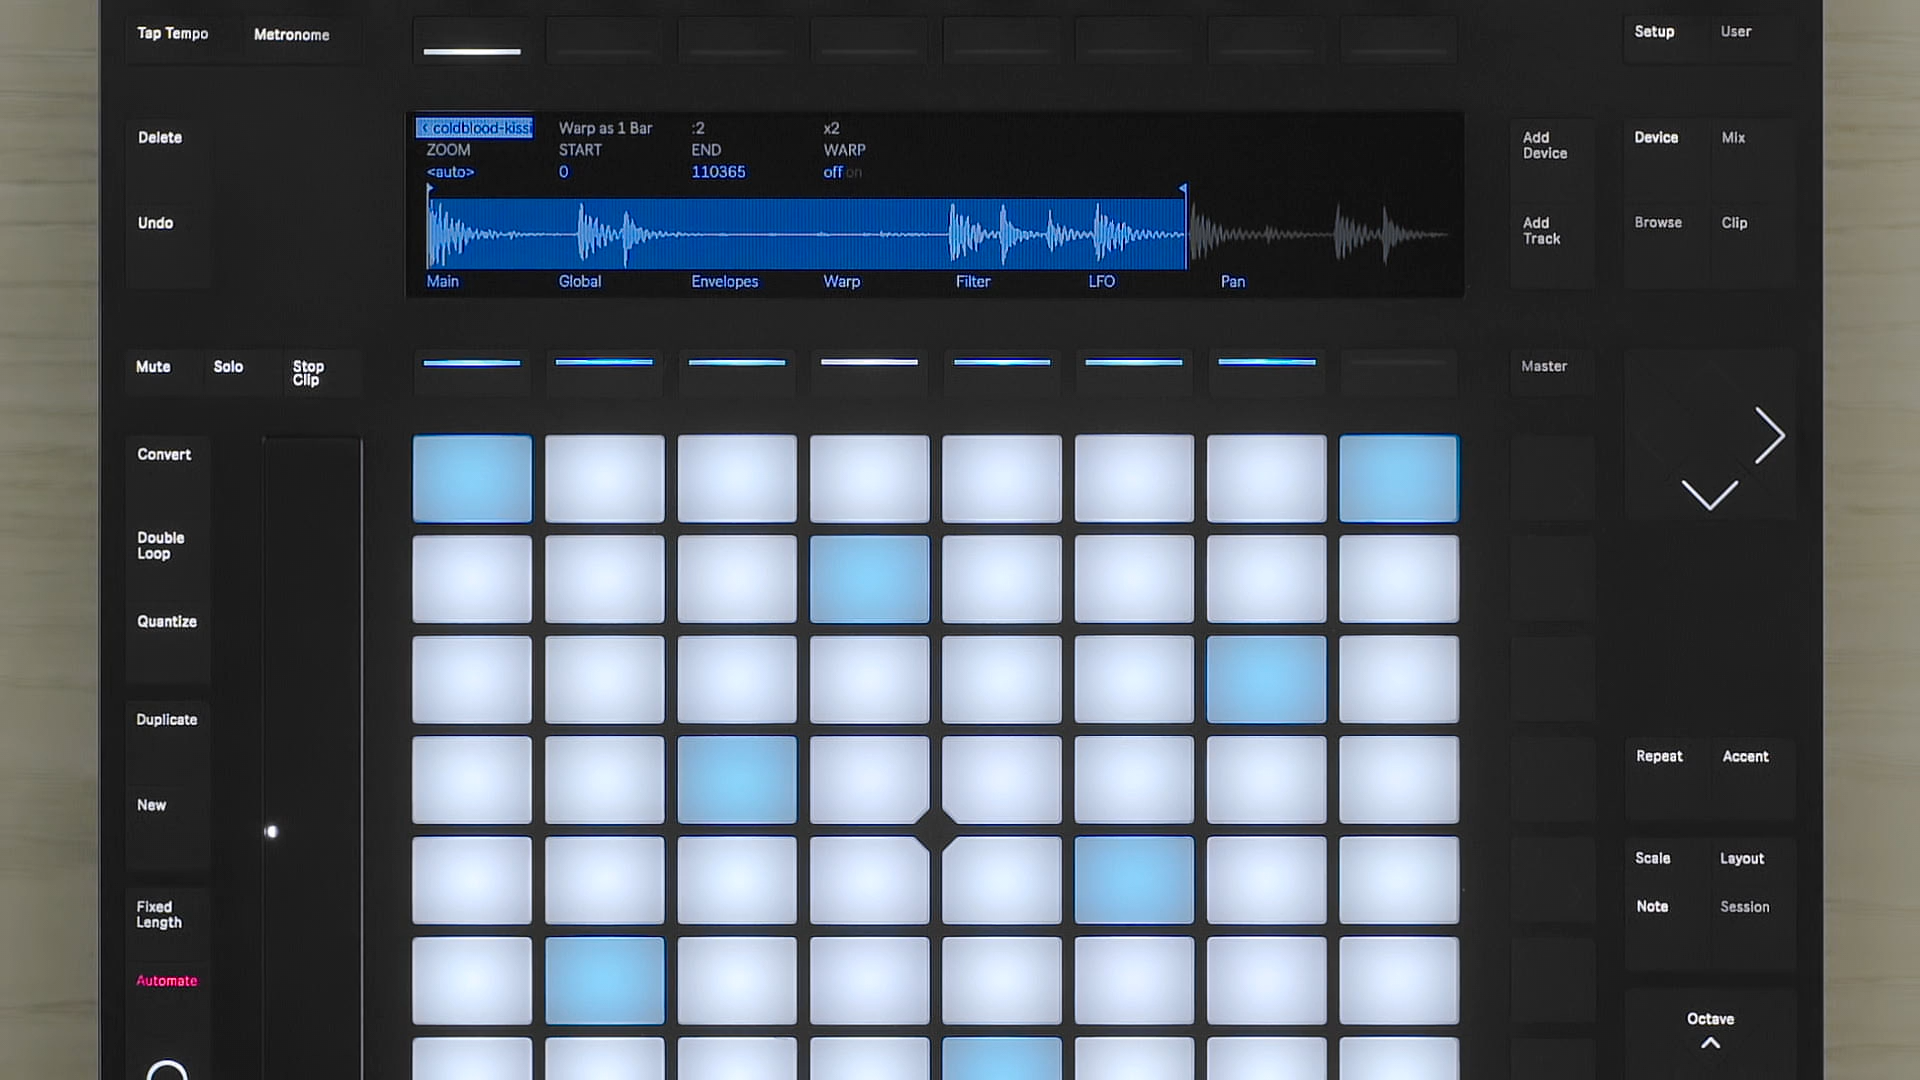 Tap Tempo
Metronome
Setup
User
Delete
‹ coldblood-kissi
Warp as 1 Bar
:2
x2
ZOOM
START
END
WARP
<auto>
0
110365
off on
Main
Global
Envelopes
Warp
Filter
LFO
Pan
Add
Device
Device
Mix
Undo
Add
Track
Browse
Clip
Mute
Solo
Stop
Clip
Master
Convert
Double
Loop
Quantize
Duplicate
New
Repeat
Accent
Scale
Layout
Fixed
Length
Note
Session
Automate
Octave